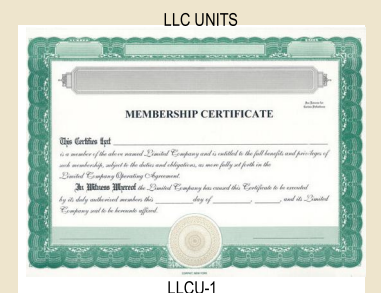 LLC UNITS
MEMBERSHIP CERTIFICATE
This Certifies that
is a member of the above named Limited Company and is entitled to the full benefits and privileges of
such membership, subject to the duties and obligations, as more fully set forth in the
Limited Company Operating Agreement.
In Witness Whereof the Limited Company has caused this Certificate to be executed
by its duly authorized members this day of , , and its Limited
Company seal to be hereunto affixed.
LLCU-1